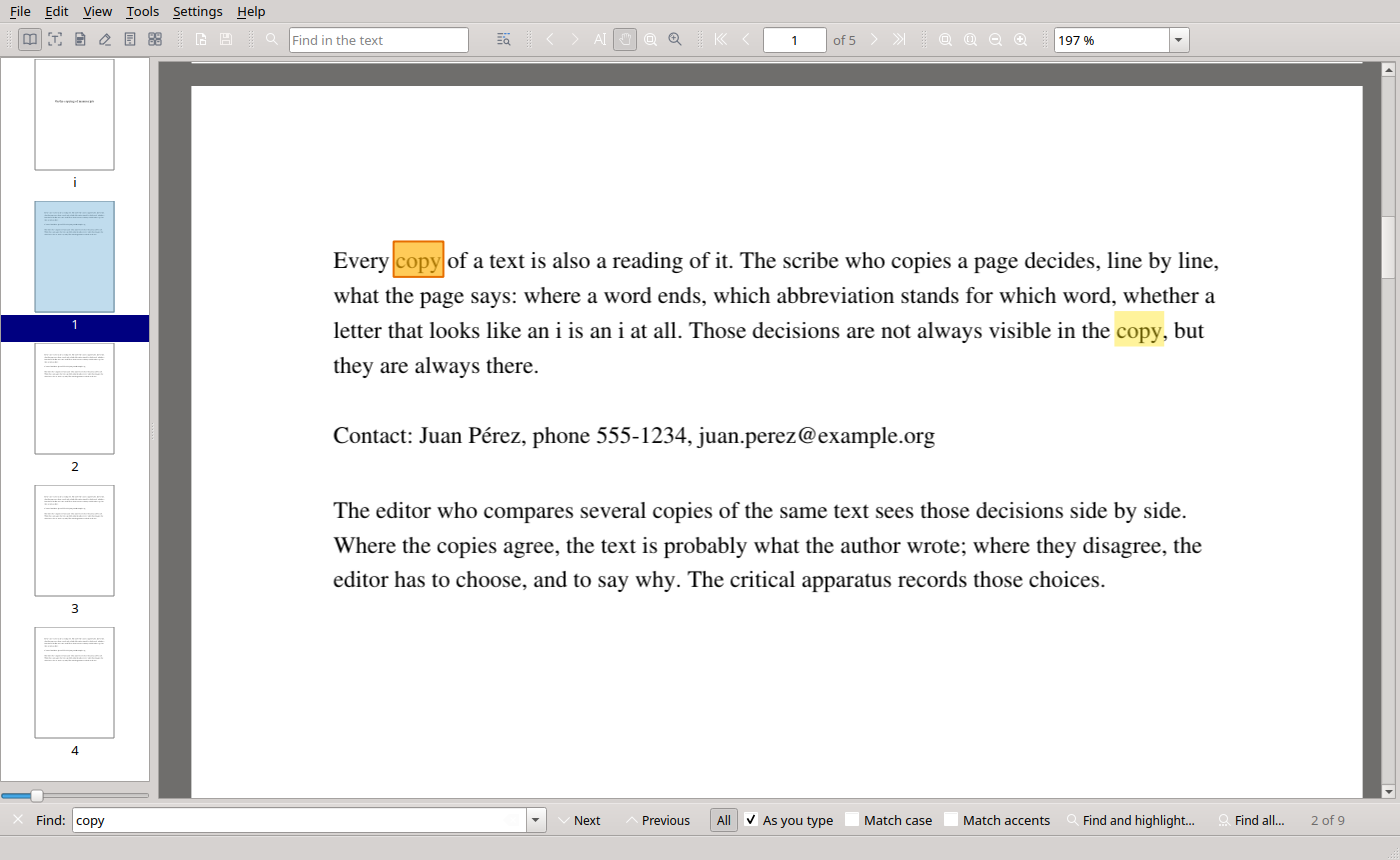 File Edit View Tools Settings Help
Find in the text 1 of 5 197 %
i
1
2
3
4
Every copy of a text is also a reading of it. The scribe who copies a page decides, line by line,
what the page says: where a word ends, which abbreviation stands for which word, whether a
letter that looks like an i is an i at all. Those decisions are not always visible in the copy, but
they are always there.
Contact: Juan Pérez, phone 555-1234, juan.perez@example.org
The editor who compares several copies of the same text sees those decisions side by side.
Where the copies agree, the text is probably what the author wrote; where they disagree, the
editor has to choose, and to say why. The critical apparatus records those choices.
Find: copy Next Previous All As you type Match case Match accents Find and highlight... Find all... 2 of 9